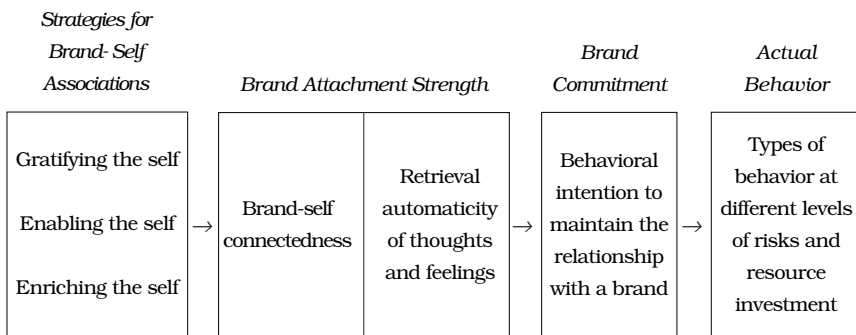 Strategies for
Brand- Self
Associations
Brand Attachment Strength
Brand
Commitment
Actual
Behavior
Gratifying the self
Enabling the self
Enriching the self
→
Brand-self
connectedness
Retrieval
automaticity
of thoughts
and feelings
→
Behavioral
intention to
maintain the
relationship
with a brand
→
Types of
behavior at
different levels
of risks and
resource
investment